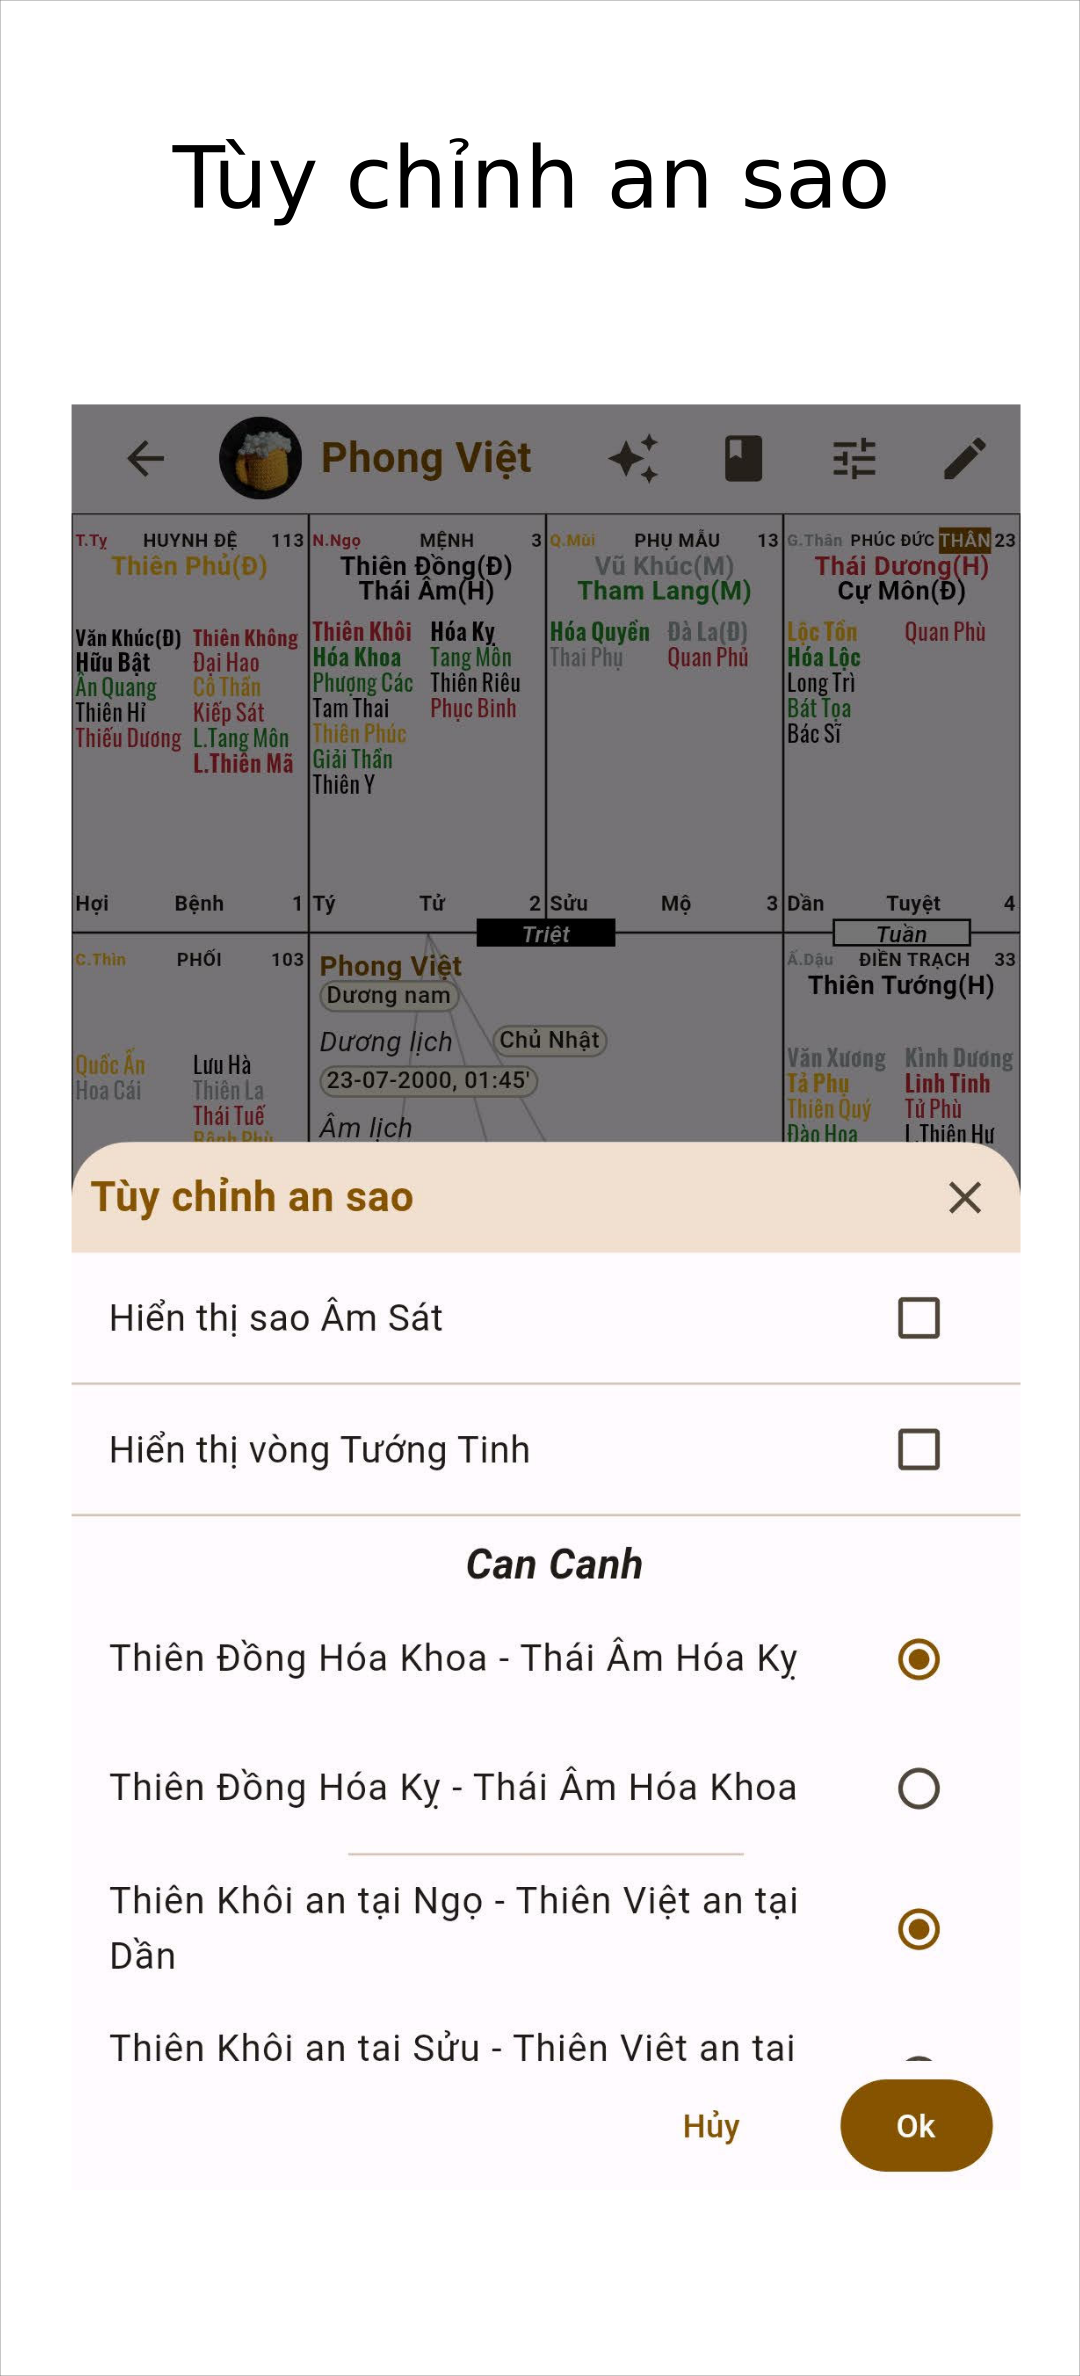 Tùy chỉnh an sao
Phong Việt
T.Tỵ HUYNH ĐỆ 113
Thiên Phủ(Đ)
Văn Khúc(Đ) Thiên Không
Hữu Bật Đại Hao
Ân Quang Cô Thần
Thiên Hỉ Kiếp Sát
Thiếu Dương L.Tang Môn
L.Thiên Mã
Hợi Bệnh 1
N.Ngọ MỆNH 3
Thiên Đồng(Đ)
Thái Âm(H)
Thiên Khôi Hóa Kỵ
Hóa Khoa Tang Môn
Phượng Các Thiên Riêu
Tam Thai Phục Binh
Thiên Phúc
Giải Thần
Thiên Y
Tý Tử 2
Q.Mùi PHỤ MẪU 13
Vũ Khúc(M)
Tham Lang(M)
Hóa Quyền Đà La(Đ)
Thai Phụ Quan Phủ
Sửu Mộ 3
G.Thân PHÚC ĐỨC THÂN 23
Thái Dương(H)
Cự Môn(Đ)
Lộc Tồn Quan Phù
Hóa Lộc
Long Trì
Bát Tọa
Bác Sĩ
Dần Tuyệt 4
Triệt
Tuần
C.Thìn PHỐI 103
Quốc Ấn Lưu Hà
Hoa Cái Thiên La
Thái Tuế
Bệnh Phù
Phong Việt
Dương nam
Dương lịch Chủ Nhật
23-07-2000, 01:45'
Âm lịch
Ấ.Dậu ĐIỀN TRẠCH 33
Thiên Tướng(H)
Văn Xương Kình Dương
Tả Phụ Linh Tinh
Thiên Quý Tử Phù
Đào Hoa L.Thiên Hư
Tùy chỉnh an sao
Hiển thị sao Âm Sát
Hiển thị vòng Tướng Tinh
Can Canh
Thiên Đồng Hóa Khoa - Thái Âm Hóa Kỵ
Thiên Đồng Hóa Kỵ - Thái Âm Hóa Khoa
Thiên Khôi an tại Ngọ - Thiên Việt an tại
Dần
Thiên Khôi an tại Sửu - Thiên Việt an tại
Hủy Ok